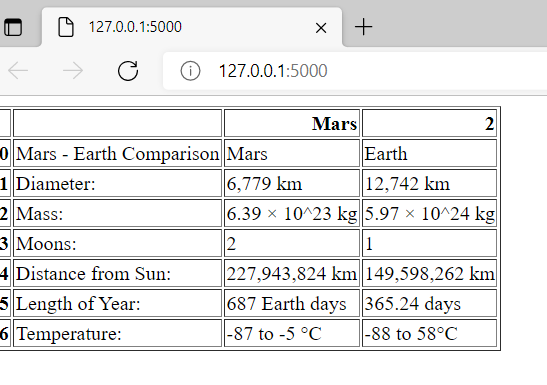 127.0.0.1:5000
127.0.0.1:5000
Mars 2
0 Mars - Earth Comparison Mars Earth
1 Diameter: 6,779 km 12,742 km
2 Mass: 6.39 × 10^23 kg 5.97 × 10^24 kg
3 Moons: 2 1
4 Distance from Sun: 227,943,824 km 149,598,262 km
5 Length of Year: 687 Earth days 365.24 days
6 Temperature: -87 to -5 °C -88 to 58°C